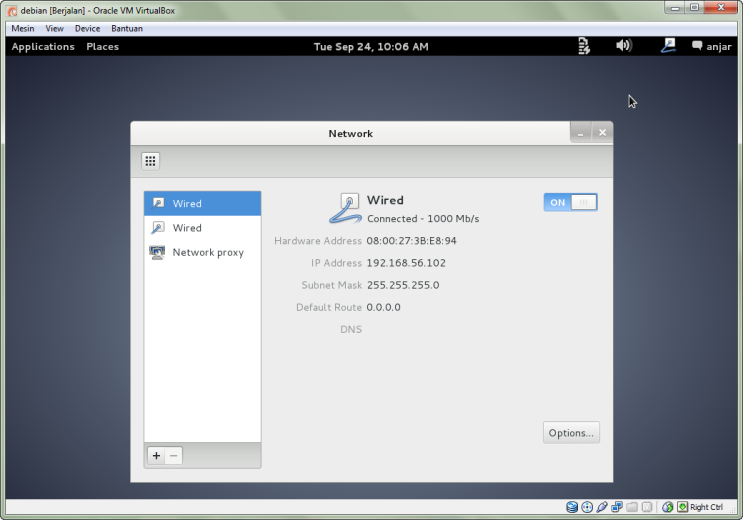 debian [Berjalan] - Oracle VM VirtualBox
Mesin View Device Bantuan
Applications Places Tue Sep 24, 10:06 AM anjar
Network
Wired
Wired
Network proxy
Wired
Connected - 1000 Mb/s
ON
Hardware Address 08:00:27:3B:E8:94
IP Address 192.168.56.102
Subnet Mask 255.255.255.0
Default Route 0.0.0.0
DNS
Options...
Right Ctrl